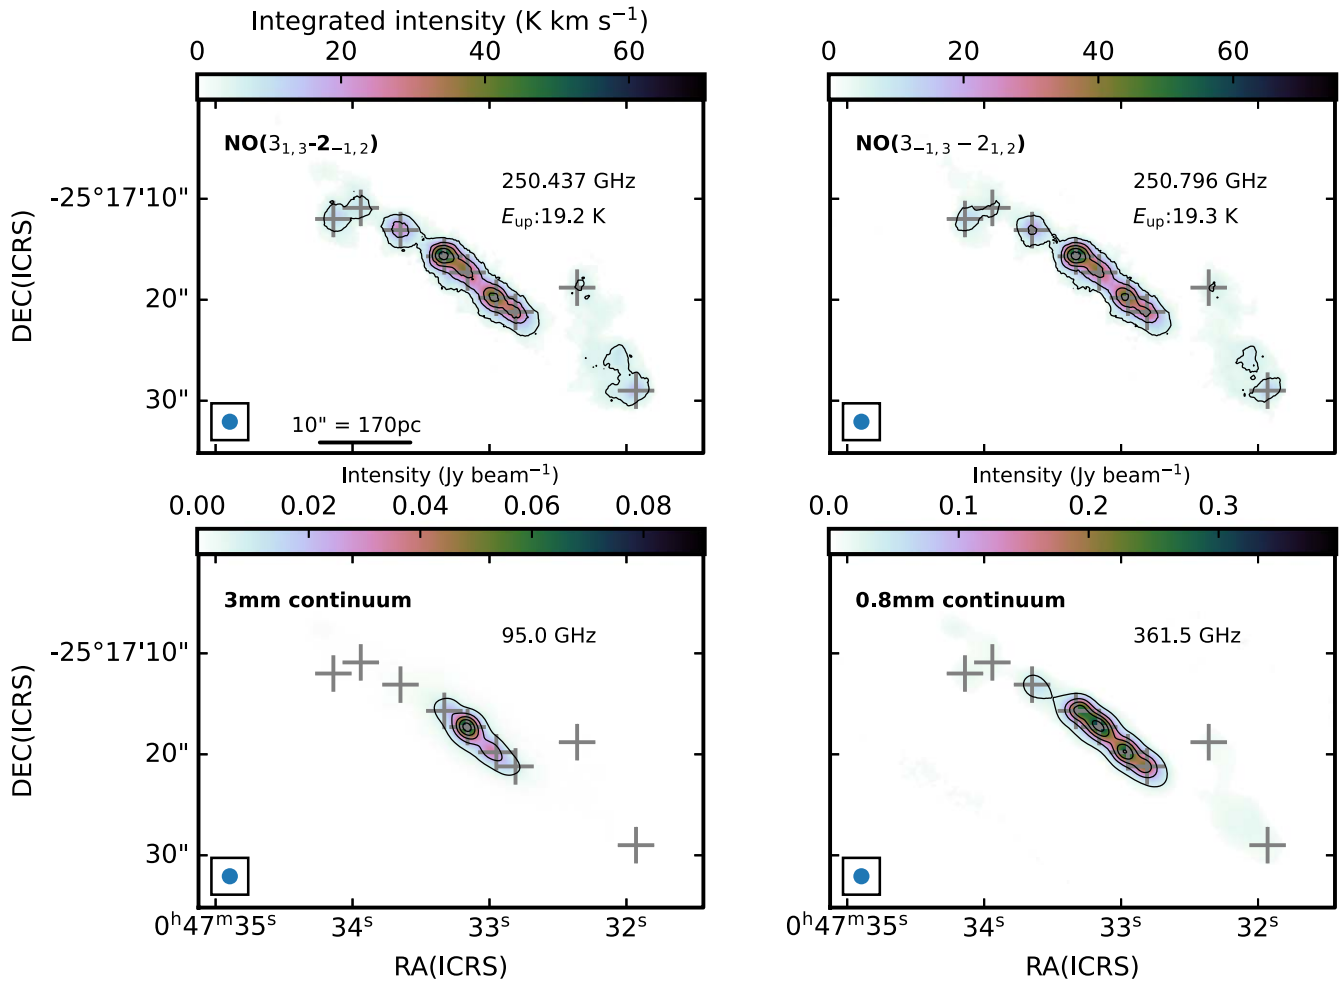 Integrated intensity (K km s⁻¹)
0 20 40 60
0 20 40 60
NO(3₁,₃-2₋₁,₂)
250.437 GHz
E_up:19.2 K
NO(3₋₁,₃ − 2₁,₂)
250.796 GHz
E_up:19.3 K
-25°17'10"
20"
30"
DEC(ICRS)
10" = 170pc
Intensity (Jy beam⁻¹)
Intensity (Jy beam⁻¹)
0.00 0.02 0.04 0.06 0.08
0.0 0.1 0.2 0.3
3mm continuum
95.0 GHz
0.8mm continuum
361.5 GHz
-25°17'10"
20"
30"
DEC(ICRS)
0ʰ47ᵐ35ˢ 34ˢ 33ˢ 32ˢ
0ʰ47ᵐ35ˢ 34ˢ 33ˢ 32ˢ
RA(ICRS)
RA(ICRS)